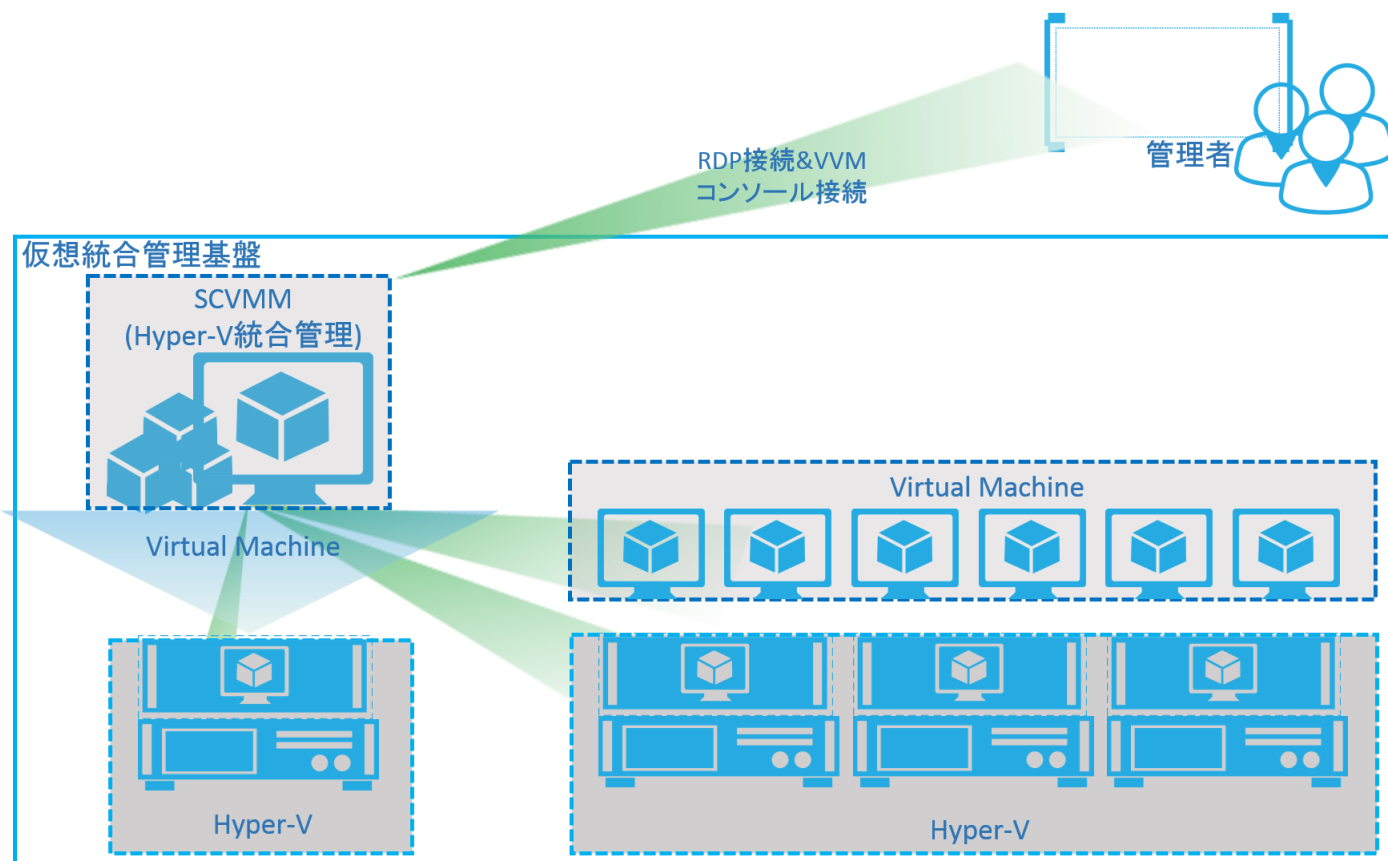 RDP接続&VVM
コンソール接続
管理者
仮想統合管理基盤
SCVMM
(Hyper-V統合管理)
Virtual Machine
Virtual Machine
Hyper-V
Hyper-V